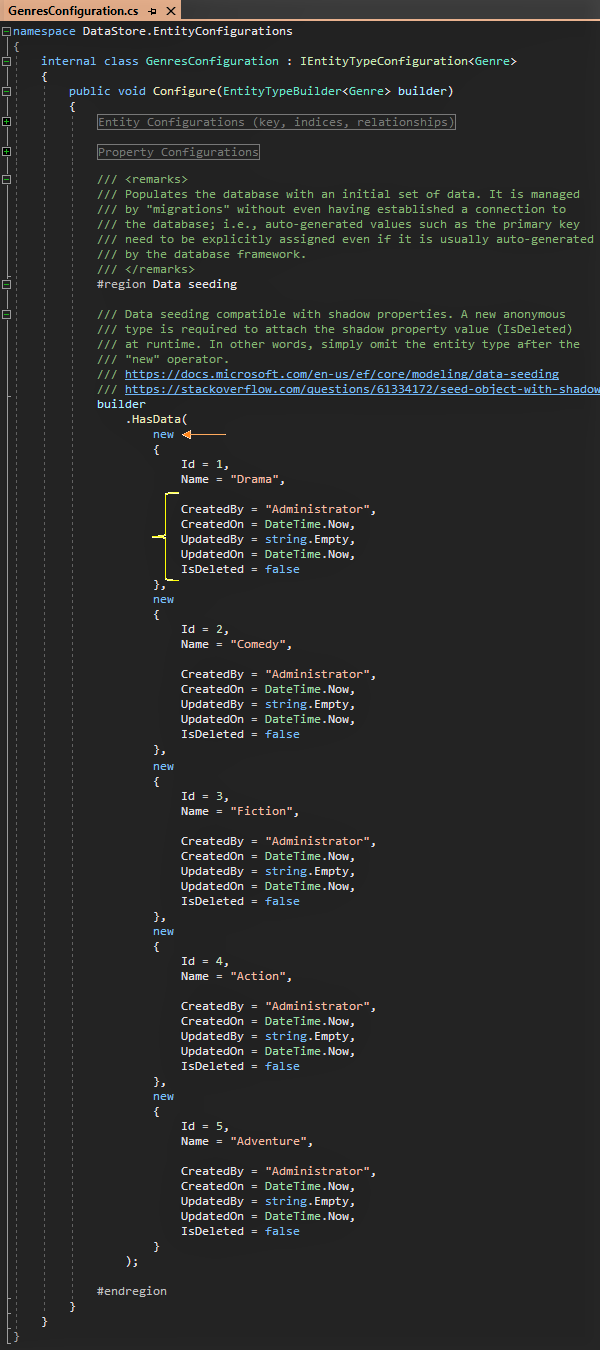 GenresConfiguration.cs
namespace DataStore.EntityConfigurations
{
internal class GenresConfiguration : IEntityTypeConfiguration<Genre>
{
public void Configure(EntityTypeBuilder<Genre> builder)
{
Entity Configurations (key, indices, relationships)
Property Configurations
/// <remarks>
/// Populates the database with an initial set of data. It is managed
/// by "migrations" without even having established a connection to
/// the database; i.e., auto-generated values such as the primary key
/// need to be explicitly assigned even if it is usually auto-generated
/// by the database framework.
/// </remarks>
#region Data seeding
/// Data seeding compatible with shadow properties. A new anonymous
/// type is required to attach the shadow property value (IsDeleted)
/// at runtime. In other words, simply omit the entity type after the
/// "new" operator.
/// https://docs.microsoft.com/en-us/ef/core/modeling/data-seeding
/// https://stackoverflow.com/questions/61334172/seed-object-with-shadow
builder
.HasData(
new
{
Id = 1,
Name = "Drama",
CreatedBy = "Administrator",
CreatedOn = DateTime.Now,
UpdatedBy = string.Empty,
UpdatedOn = DateTime.Now,
IsDeleted = false
},
new
{
Id = 2,
Name = "Comedy",
CreatedBy = "Administrator",
CreatedOn = DateTime.Now,
UpdatedBy = string.Empty,
UpdatedOn = DateTime.Now,
IsDeleted = false
},
new
{
Id = 3,
Name = "Fiction",
CreatedBy = "Administrator",
CreatedOn = DateTime.Now,
UpdatedBy = string.Empty,
UpdatedOn = DateTime.Now,
IsDeleted = false
},
new
{
Id = 4,
Name = "Action",
CreatedBy = "Administrator",
CreatedOn = DateTime.Now,
UpdatedBy = string.Empty,
UpdatedOn = DateTime.Now,
IsDeleted = false
},
new
{
Id = 5,
Name = "Adventure",
CreatedBy = "Administrator",
CreatedOn = DateTime.Now,
UpdatedBy = string.Empty,
UpdatedOn = DateTime.Now,
IsDeleted = false
}
);
#endregion
}
}
}